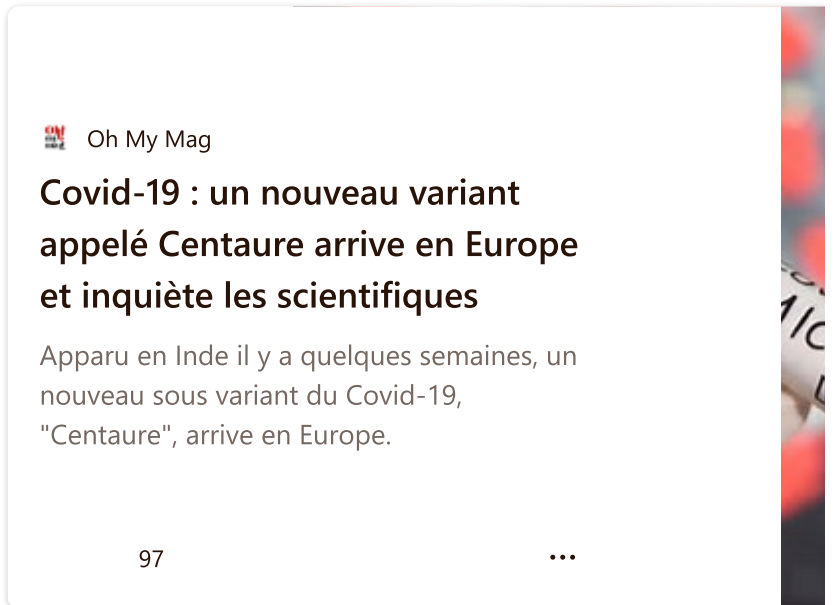 Oh My Mag
Covid-19 : un nouveau variant
appelé Centaure arrive en Europe
et inquiète les scientifiques
Apparu en Inde il y a quelques semaines, un
nouveau sous variant du Covid-19,
"Centaure", arrive en Europe.
97